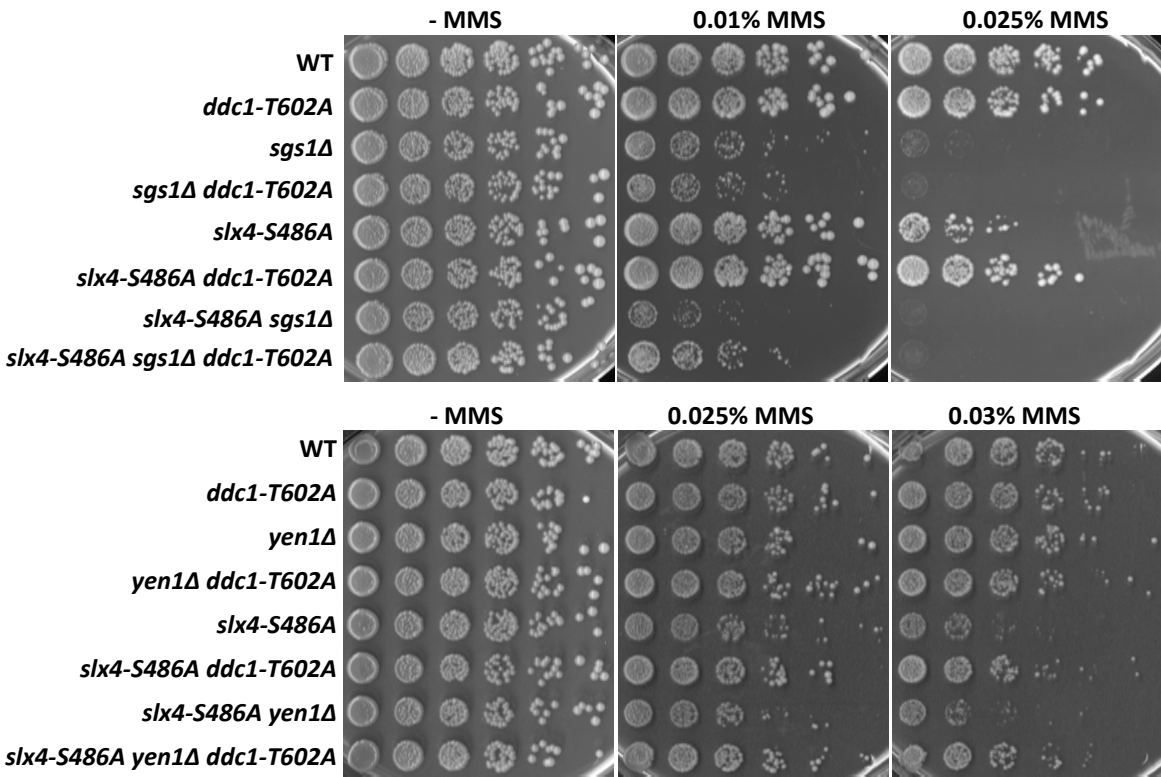 - MMS 0.01% MMS 0.025% MMS
WT
ddc1-T602A
sgs1Δ
sgs1Δ ddc1-T602A
slx4-S486A
slx4-S486A ddc1-T602A
slx4-S486A sgs1Δ
slx4-S486A sgs1Δ ddc1-T602A
- MMS 0.025% MMS 0.03% MMS
WT
ddc1-T602A
yen1Δ
yen1Δ ddc1-T602A
slx4-S486A
slx4-S486A ddc1-T602A
slx4-S486A yen1Δ
slx4-S486A yen1Δ ddc1-T602A